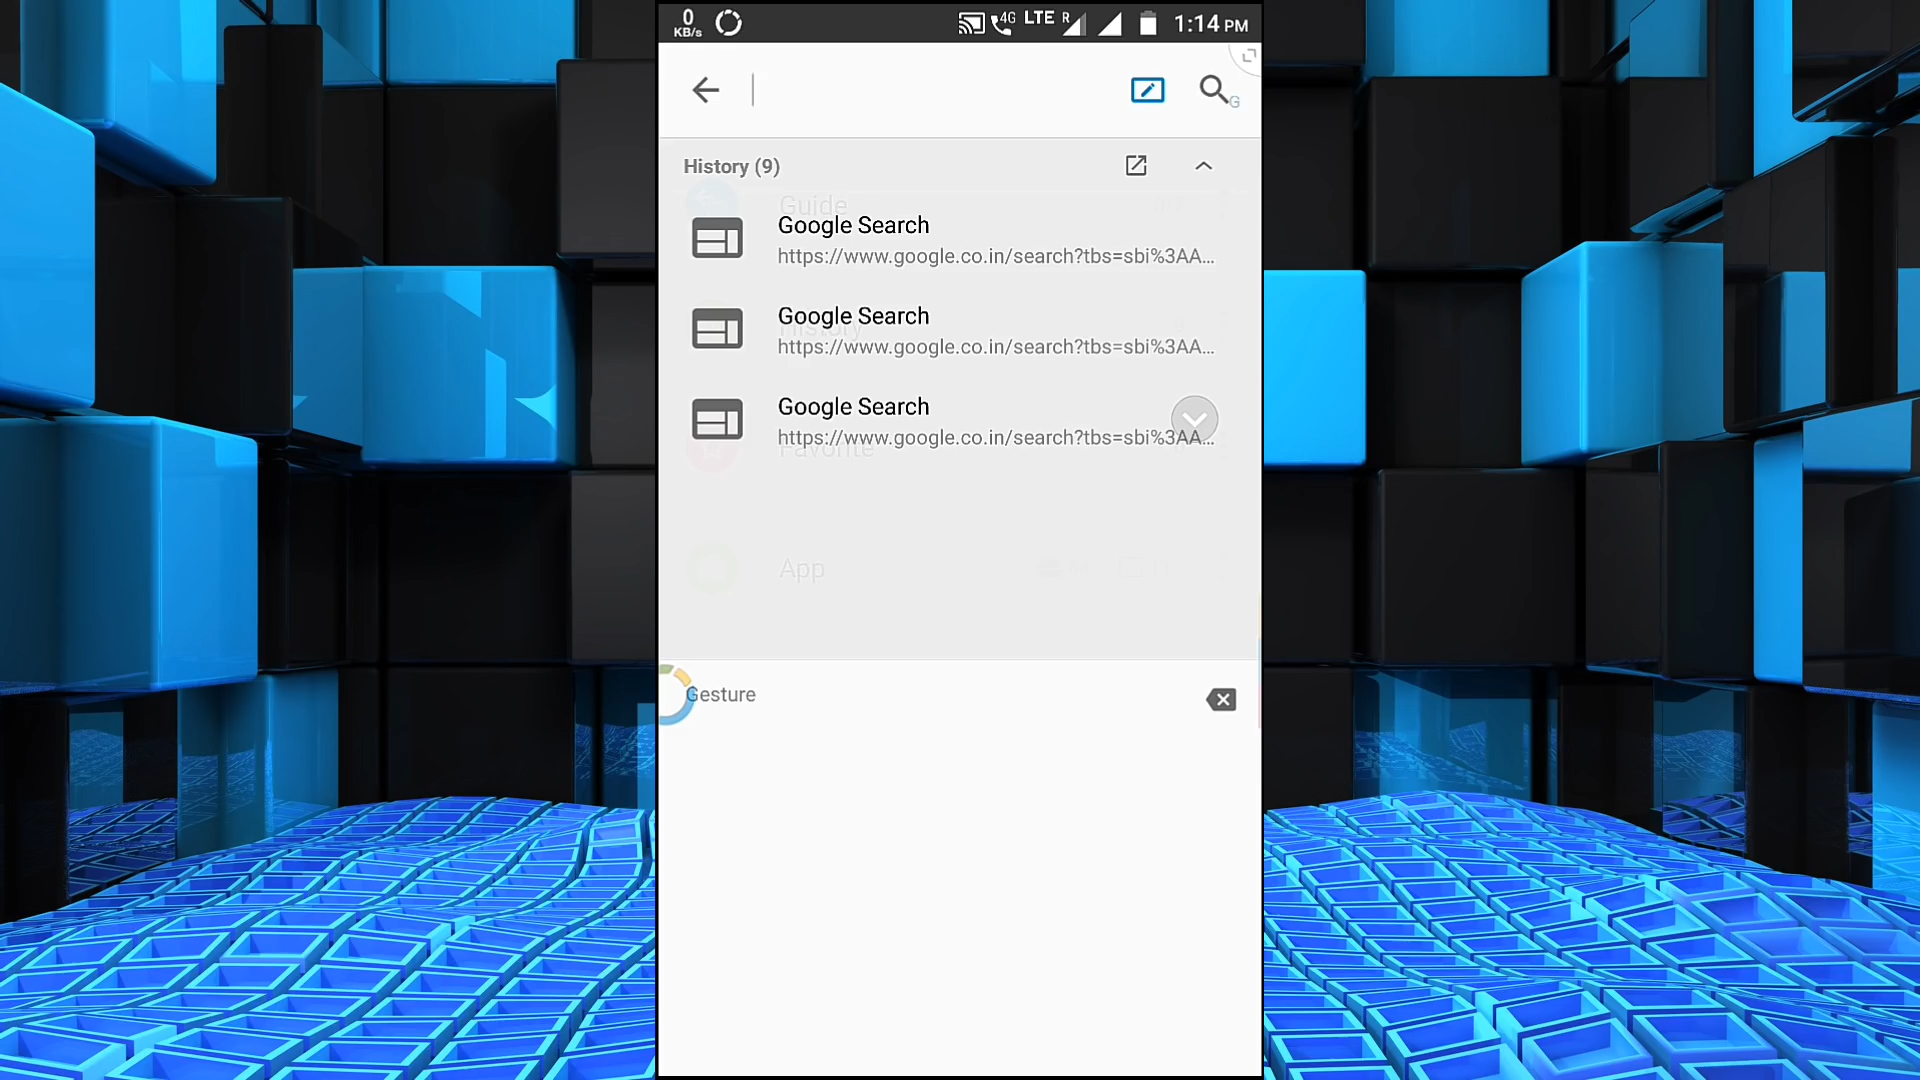 0
KB/s
4G LTE R
1:14 PM
G
History (9)
Guide
Google Search
https://www.google.co.in/search?tbs=sbi%3AA...
Google Search
History
https://www.google.co.in/search?tbs=sbi%3AA...
Google Search
https://www.google.co.in/search?tbs=sbi%3AA...
Favorite
App
Gesture